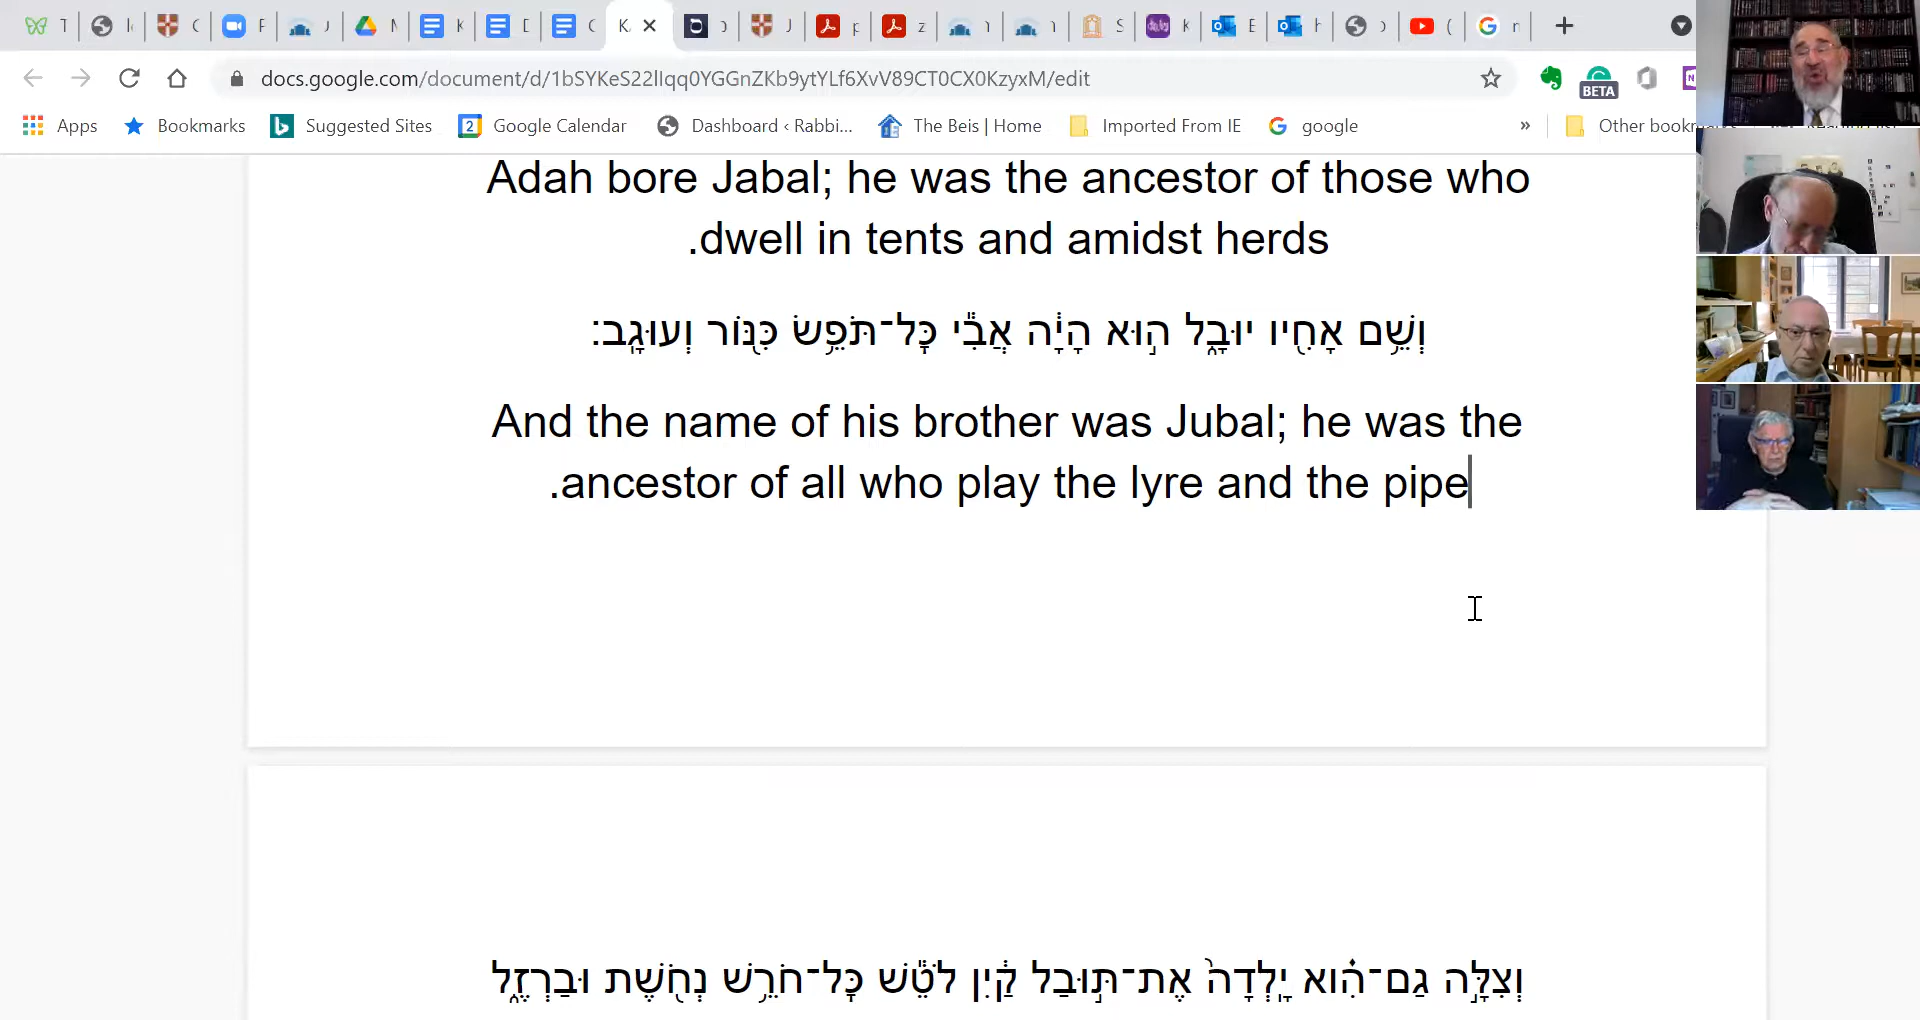 docs.google.com/document/d/1bSYKeS22lIqq0YGGnZKb9ytYLf6XvV89CT0CX0KzyxM/edit
BETA
Apps Bookmarks Suggested Sites Google Calendar Dashboard ‹ Rabbi... The Beis | Home Imported From IE google » Other
Adah bore Jabal; he was the ancestor of those who
.dwell in tents and amidst herds
וְשֵׁ֥ם אָחִ֖יו יוּבָ֑ל ה֣וּא הָיָ֔ה אֲבִ֕י כׇּל־תֹּפֵ֥שׂ כִּנּ֖וֹר וְעוּגָֽב׃
And the name of his brother was Jubal; he was the
.ancestor of all who play the lyre and the pipe
וְצִלָּ֣ה גַם־הִ֗וא יָֽלְדָה֙ אֶת־תּ֣וּבַל קַ֔יִן לֹטֵ֕שׁ כׇּל־חֹרֵ֥שׁ נְחֹ֖שֶׁת וּבַרְזֶ֑ל